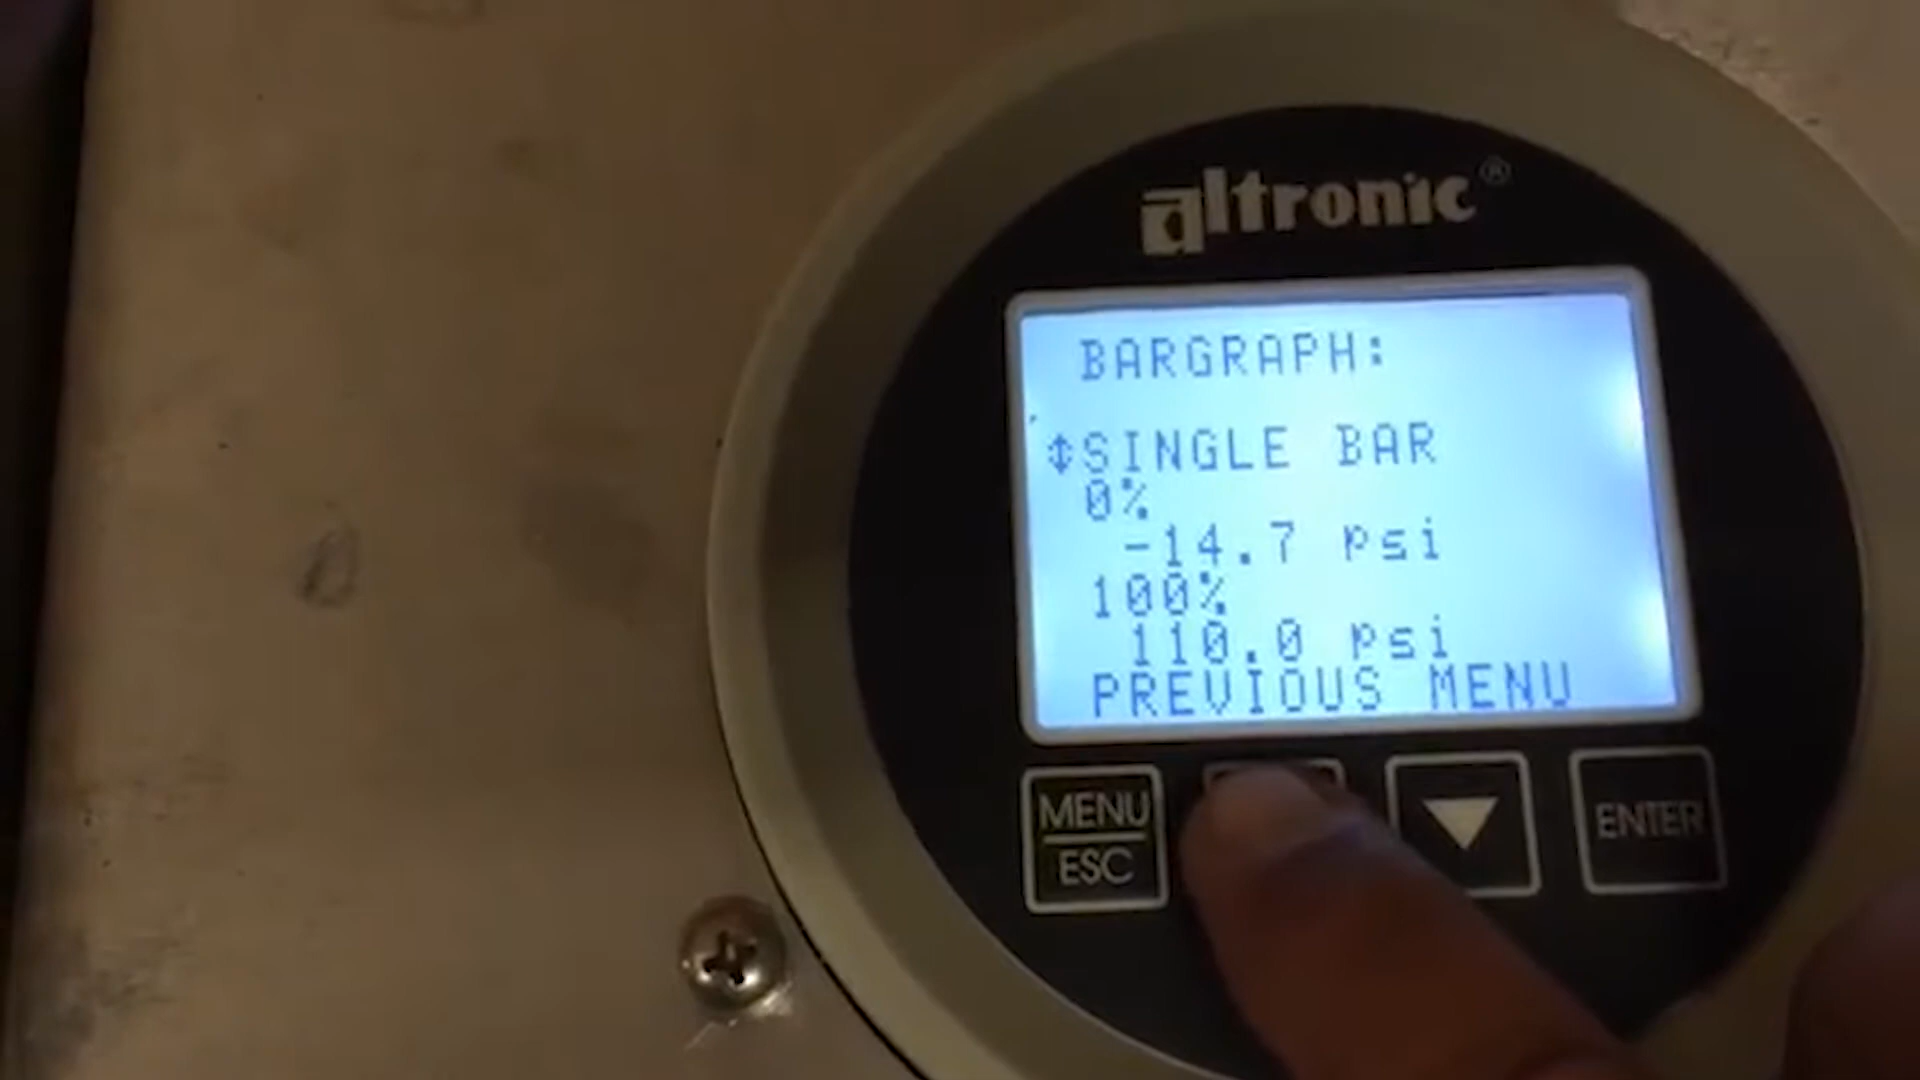 altronic®
BARGRAPH:
↕SINGLE BAR
0%
-14.7 psi
100%
110.0 psi
PREVIOUS MENU
MENU
ESC
ENTER